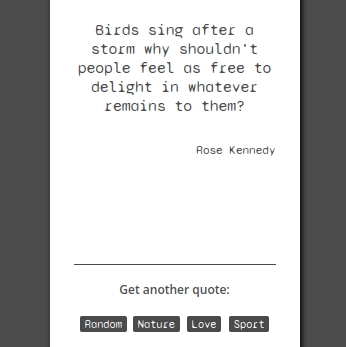 Birds sing after a
storm why shouldn't
people feel as free to
delight in whatever
remains to them?
Rose Kennedy
Get another quote:
Random Nature Love Sport